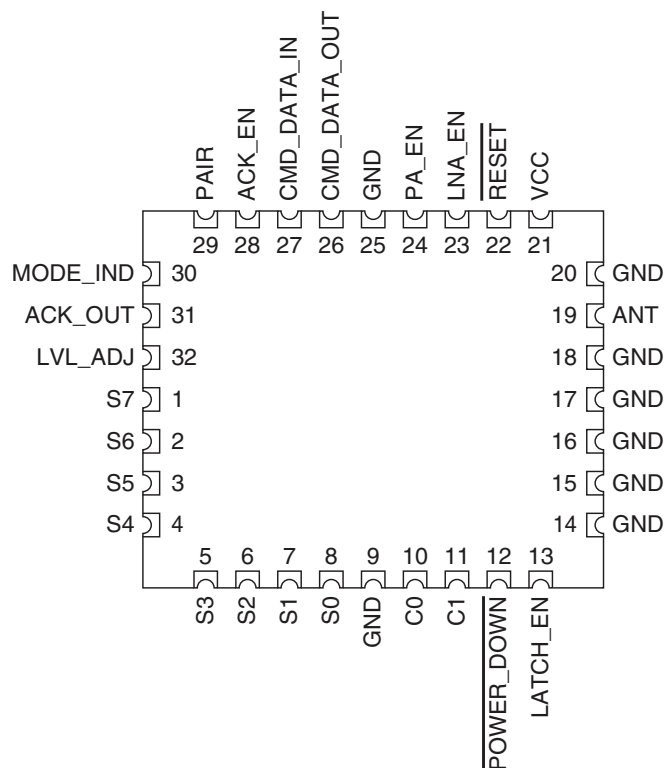 PAIR
ACK_EN
CMD_DATA_IN
CMD_DATA_OUT
GND
PA_EN
LNA_EN
RESET
VCC
29 28 27 26 25 24 23 22 21
MODE_IND 30
ACK_OUT 31
LVL_ADJ 32
S7 1
S6 2
S5 3
S4 4
20 GND
19 ANT
18 GND
17 GND
16 GND
15 GND
14 GND
5 6 7 8 9 10 11 12 13
S3
S2
S1
S0
GND
C0
C1
POWER_DOWN
LATCH_EN